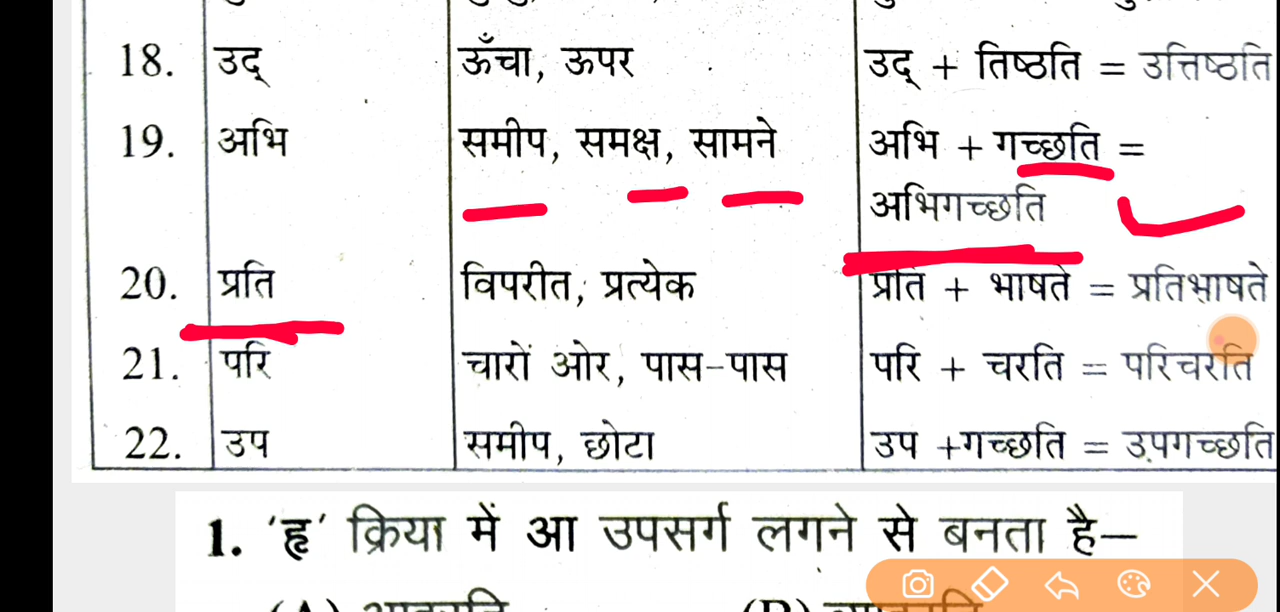 18. उद् ऊँचा, ऊपर उद् + तिष्ठति = उत्तिष्ठति
19. अभि समीप, समक्ष, सामने अभि + गच्छति =
अभिगच्छति
20. प्रति विपरीत, प्रत्येक प्रति + भाषते = प्रतिभाषते
21. परि चारों ओर, पास-पास परि + चरति = परिचरति
22. उप समीप, छोटा उप +गच्छति = उपगच्छति
1. 'हृ' क्रिया में आ उपसर्ग लगने से बनता है—